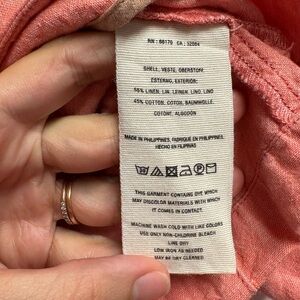 RN : 66170 CA : 32054
SHELL, VESTE, OBERSTOFF,
ESTERNO, EXTERIOR:
55% LINEN, LIN, LEINEN, LINO, LINO
45% COTTON, COTON, BAUMWOLLE,
COTONE, ALGODON
MADE IN PHILIPPINES, FABRIQUE EN PHILIPPINES,
HECHO EN FILIPINAS
THIS GARMENT CONTAINS DYE WHICH
MAY DISCOLOR MATERIALS WITH WHICH
IT COMES IN CONTACT
MACHINE WASH COLD WITH LIKE COLORS
USE ONLY NON-CHLORINE BLEACH
LINE DRY
LOW IRON AS NEEDED
MAY BE DRY CLEANED